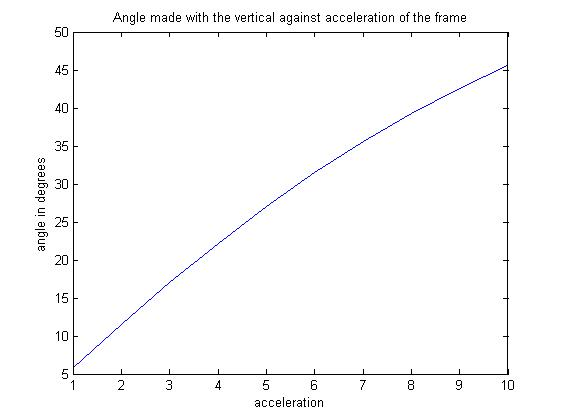 Angle made with the vertical against acceleration of the frame
50
45
40
35
30
25
20
15
10
5
angle in degrees
1 2 3 4 5 6 7 8 9 10
acceleration